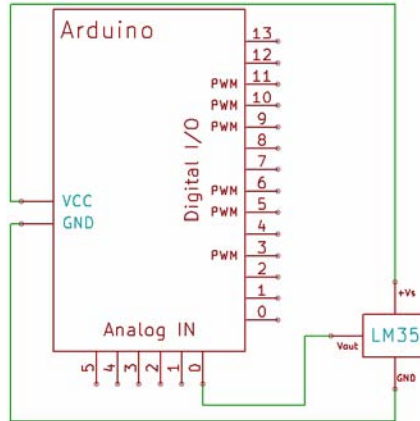 Arduino
VCC
GND
Digital I/O
13
12
PWM 11
PWM 10
PWM 9
8
7
PWM 6
PWM 5
4
PWM 3
2
1
0
Analog IN
5 4 3 2 1 0
+Vs
LM35
Vout
GND